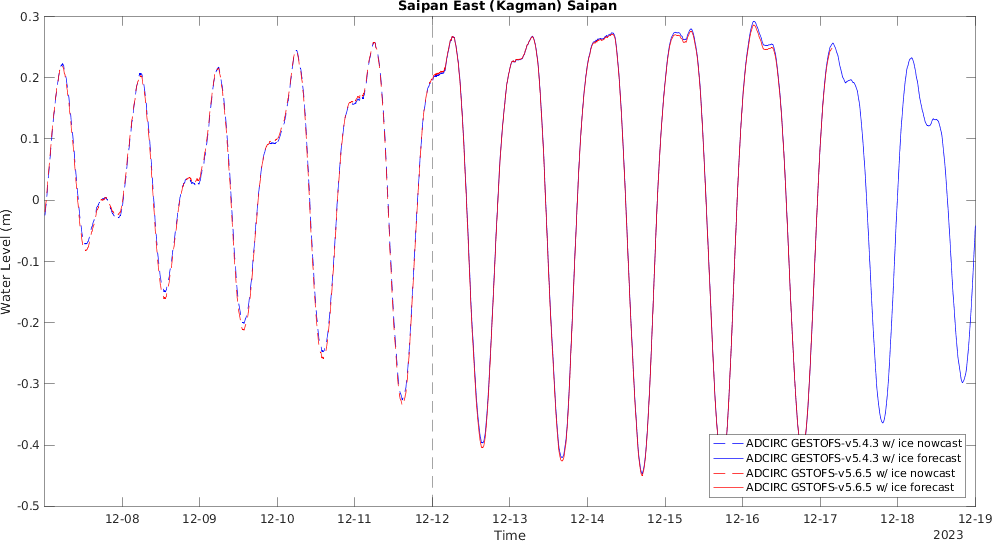 Saipan East (Kagman) Saipan
0.3
0.2
0.1
0
-0.1
-0.2
-0.3
-0.4
-0.5
Water Level (m)
ADCIRC GESTOFS-v5.4.3 w/ ice nowcast
ADCIRC GESTOFS-v5.4.3 w/ ice forecast
ADCIRC GSTOFS-v5.6.5 w/ ice nowcast
ADCIRC GSTOFS-v5.6.5 w/ ice forecast
12-08 12-09 12-10 12-11 12-12 12-13 12-14 12-15 12-16 12-17 12-18 12-19
Time
2023